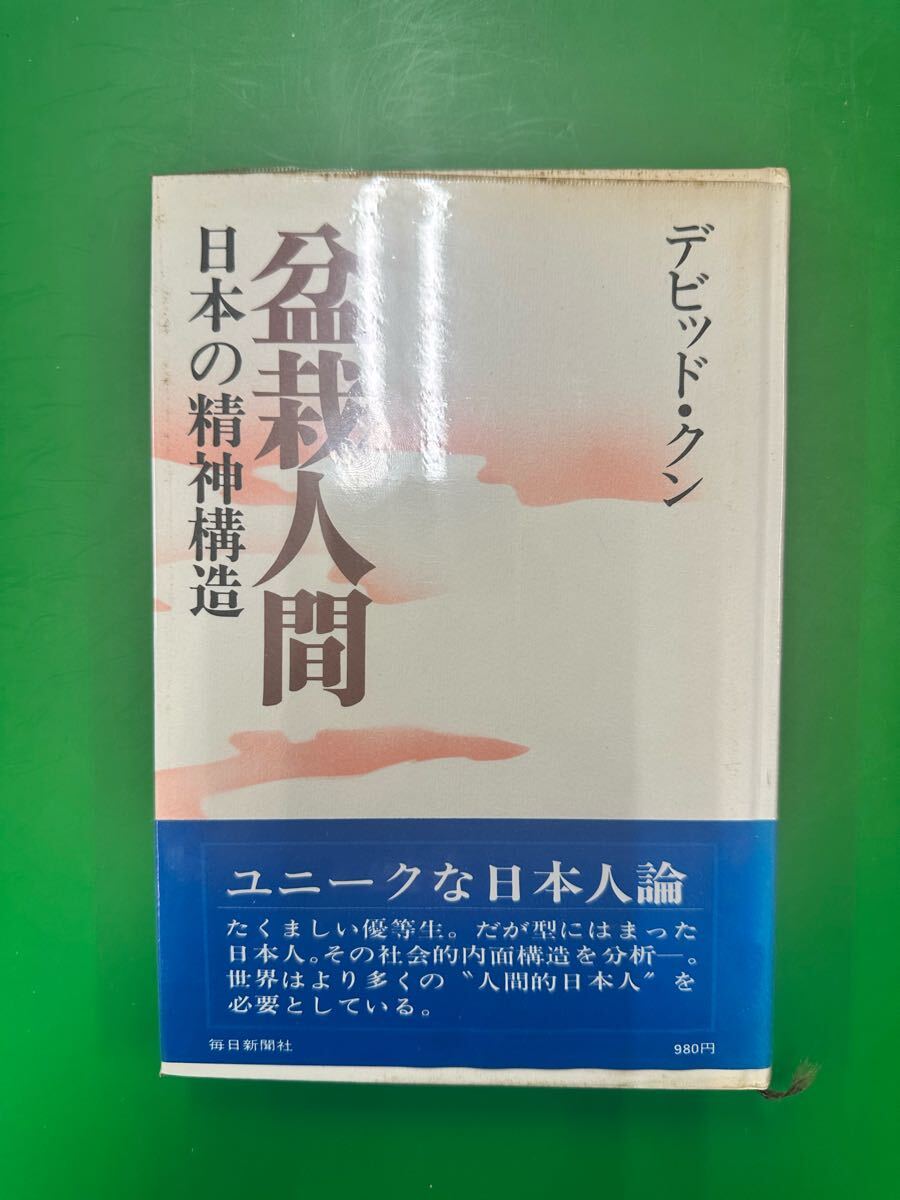 デビッド・クン
盆栽人間
日本の精神構造
ユニークな日本人論
たくましい優等生。だが型にはまった
日本人。その社会的内面構造を分析―。
世界はより多くの〝人間的日本人〟を
必要としている。
毎日新聞社
980円